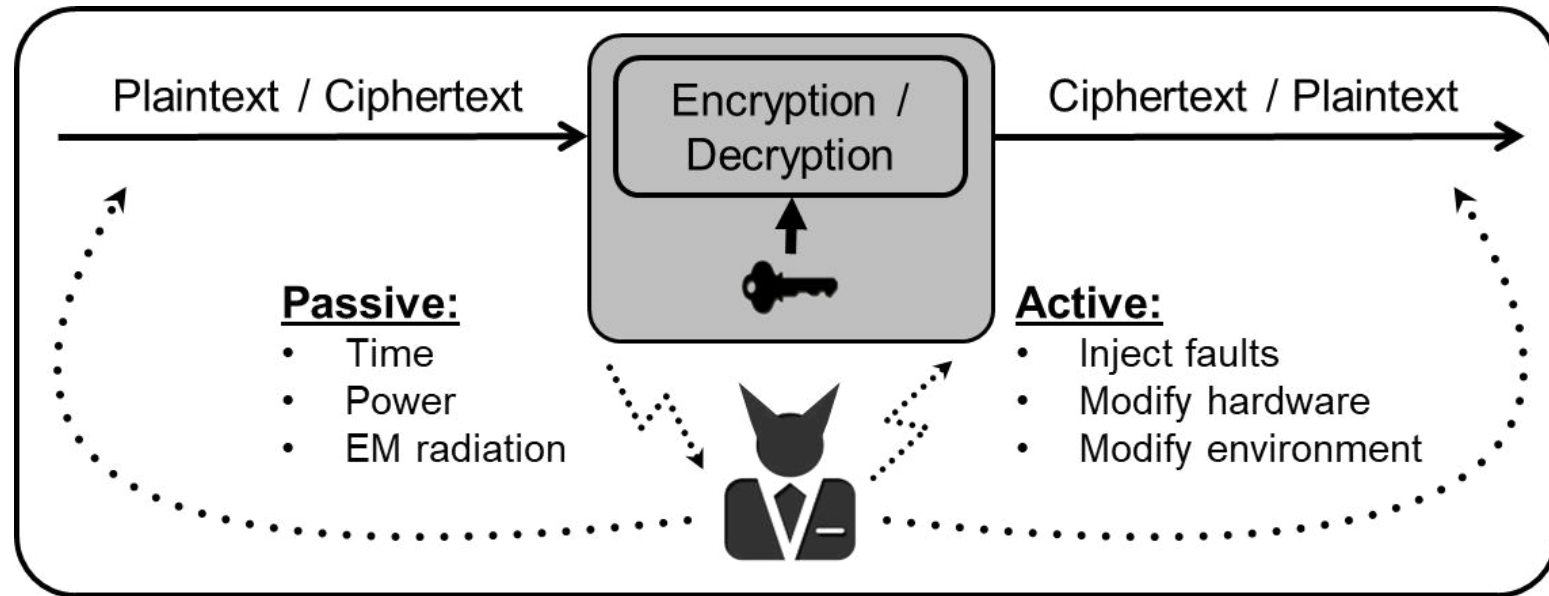 Plaintext / Ciphertext
Encryption /
Decryption
Ciphertext / Plaintext
Passive:
• Time
• Power
• EM radiation
Active:
• Inject faults
• Modify hardware
• Modify environment